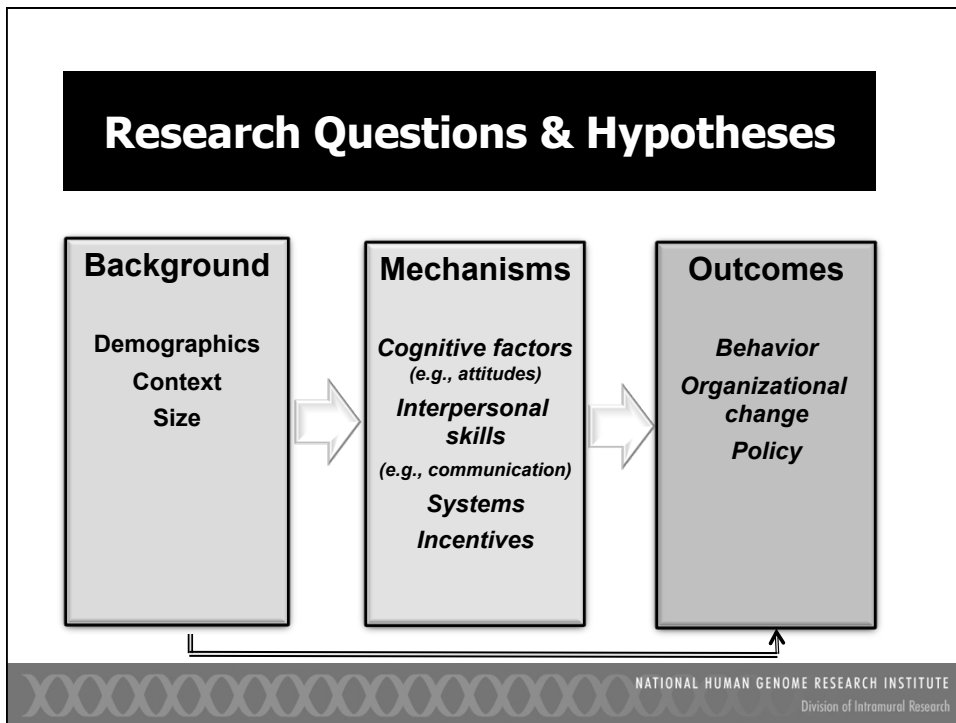 Research Questions & Hypotheses
Background
Demographics
Context
Size
Mechanisms
Cognitive factors
(e.g., attitudes)
Interpersonal
skills
(e.g., communication)
Systems
Incentives
Outcomes
Behavior
Organizational
change
Policy
NATIONAL HUMAN GENOME RESEARCH INSTITUTE
Division of Intramural Research